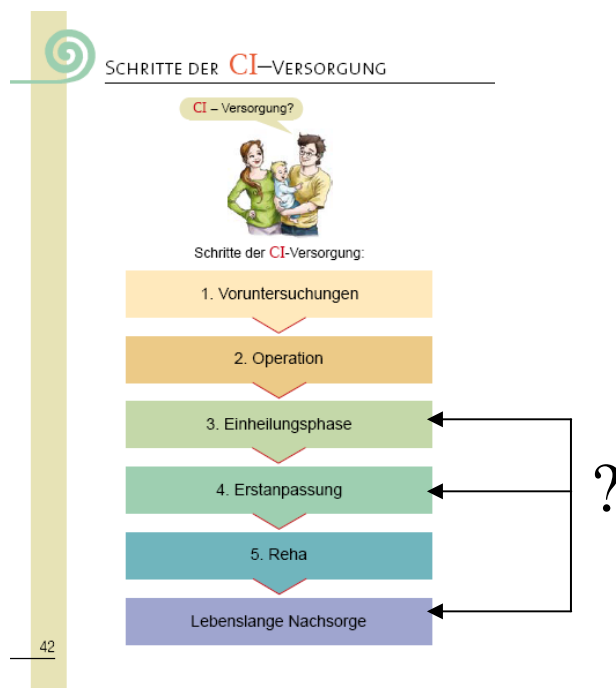 SCHRITTE DER CI–VERSORGUNG
CI – Versorgung?
Schritte der CI-Versorgung:
1. Voruntersuchungen
2. Operation
3. Einheilungsphase
4. Erstanpassung
?
5. Reha
Lebenslange Nachsorge
42